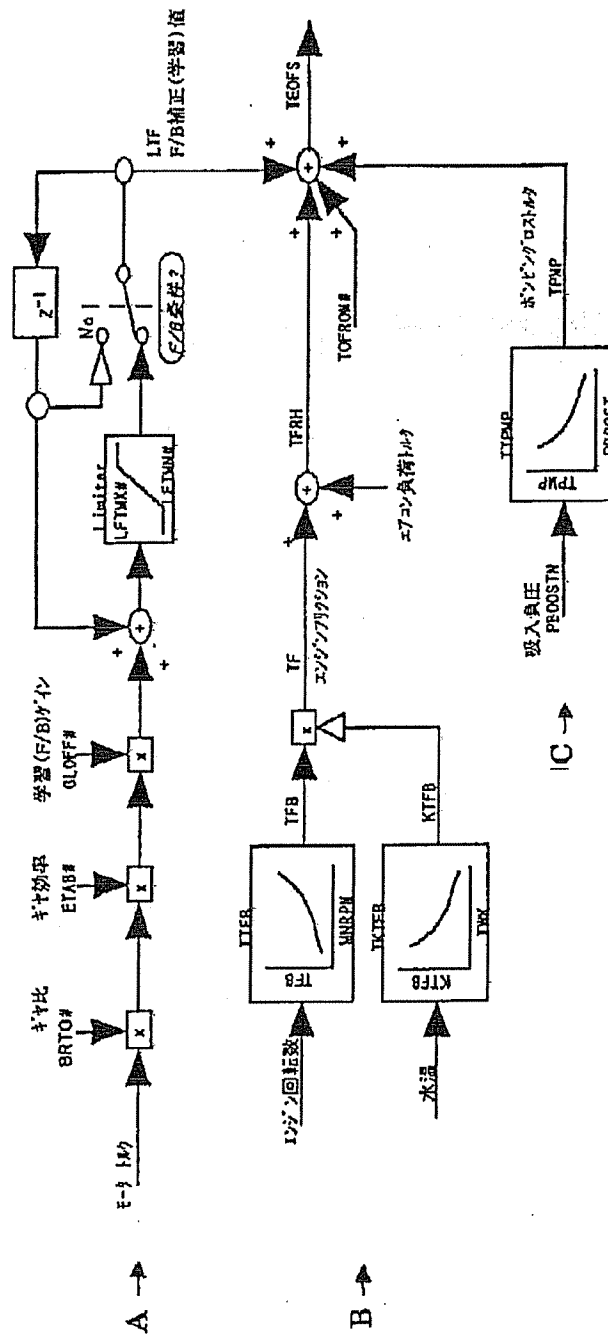 A →
モータ トルク
ギヤ比
BRTO#
x
ギヤ効率
ETAB#
x
学習(F/B)ゲイン
GLOFF#
x
+
+
+
Limiter
LFTMX#
LFTMN#
Z⁻¹
No
F/B条件?
LTF
F/B補正(学習)値
B →
エンジン回転数
TTFB
TFB
WNRPM
TFB
水温
TKTFB
KTFB
TWX
KTFB
x
TF
エンジンフリクション
+
+
+
エアコン負荷トルク
TFRH
TOFROM#
+
+
+
+
+
TEOFS
C →
吸入負圧
PBOOSTN
TTPMP
TPMP
PBOOST
ポンピングロストルク
TPMP